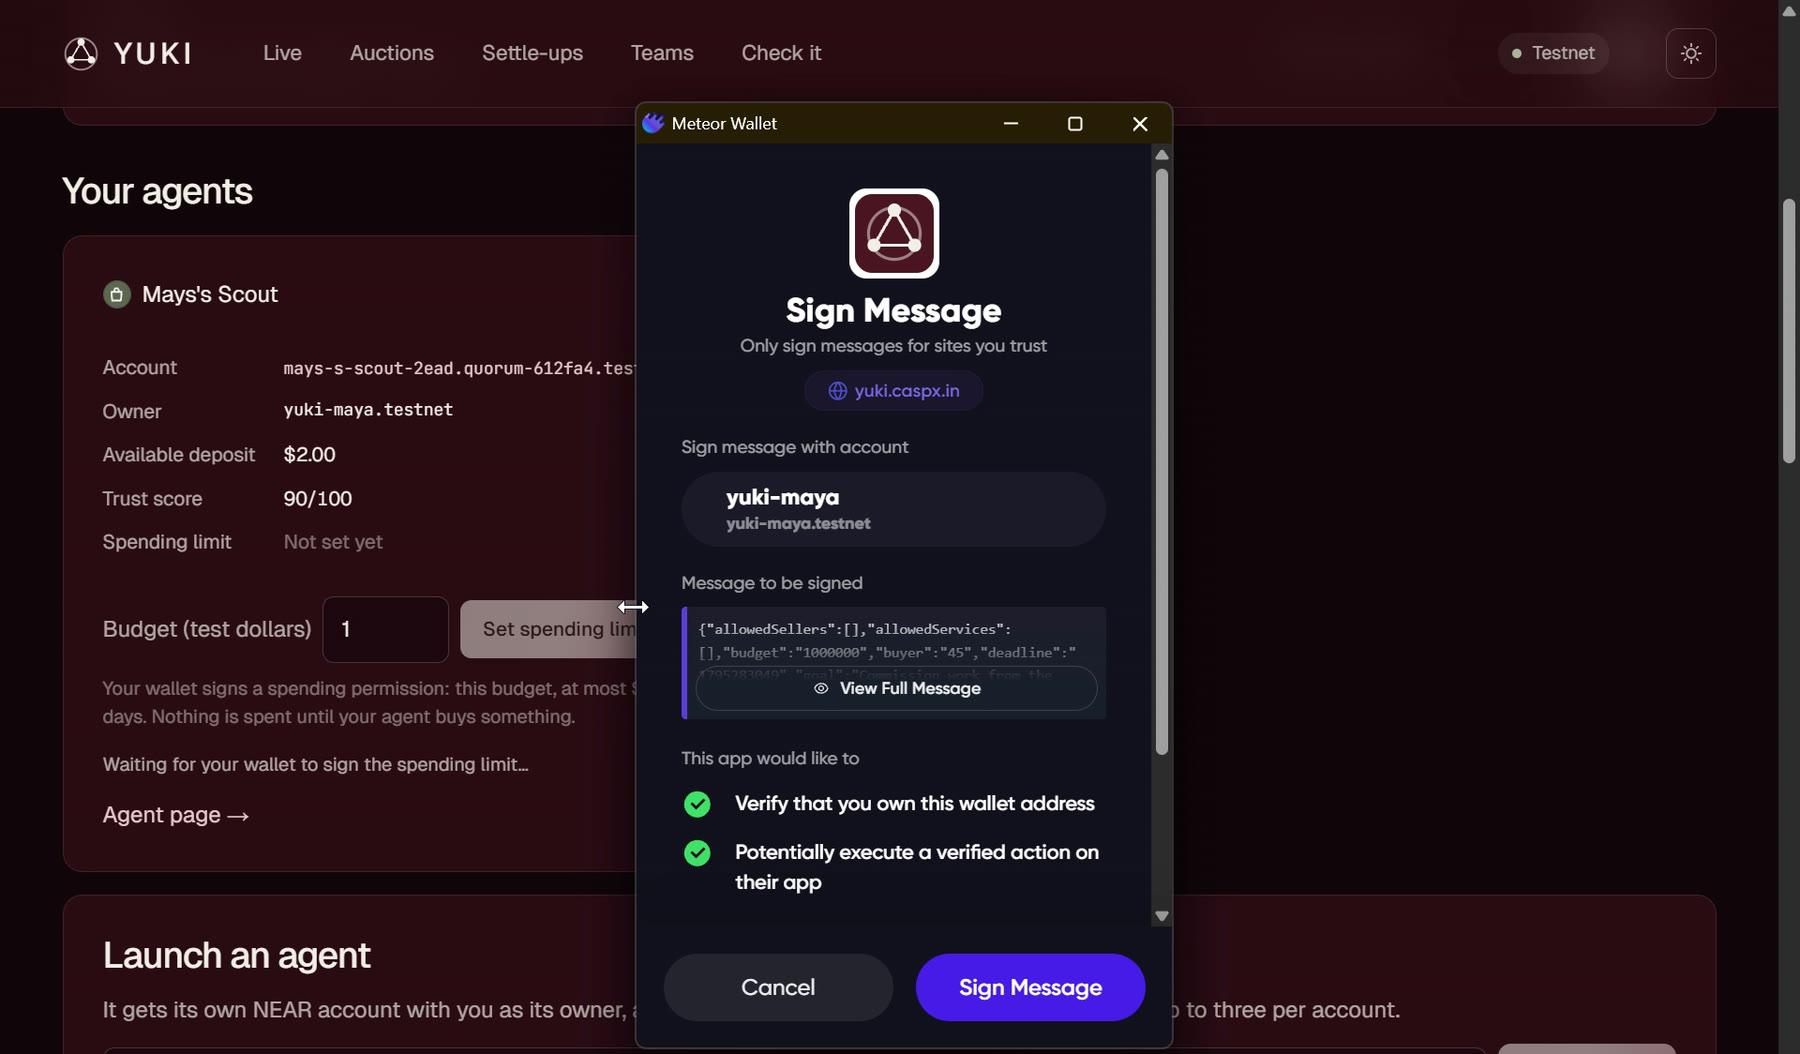 YUKI
Live
Auctions
Settle-ups
Teams
Check it
Testnet
Your agents
Mays's Scout
Account mays-s-scout-2ead.quorum-612fa4.tes
Owner yuki-maya.testnet
Available deposit $2.00
Trust score 90/100
Spending limit Not set yet
Budget (test dollars) 1 Set spending lim
Your wallet signs a spending permission: this budget, at most
days. Nothing is spent until your agent buys something.
Waiting for your wallet to sign the spending limit...
Agent page →
Launch an agent
It gets its own NEAR account with you as its owner,
to three per account.
Meteor Wallet
Sign Message
Only sign messages for sites you trust
yuki.caspx.in
Sign message with account
yuki-maya
yuki-maya.testnet
Message to be signed
{"allowedSellers":[],"allowedServices":
[],"budget":"1000000","buyer":"45","deadline":"
1795283049","goal":"Commission work from the
View Full Message
This app would like to
Verify that you own this wallet address
Potentially execute a verified action on
their app
Cancel
Sign Message